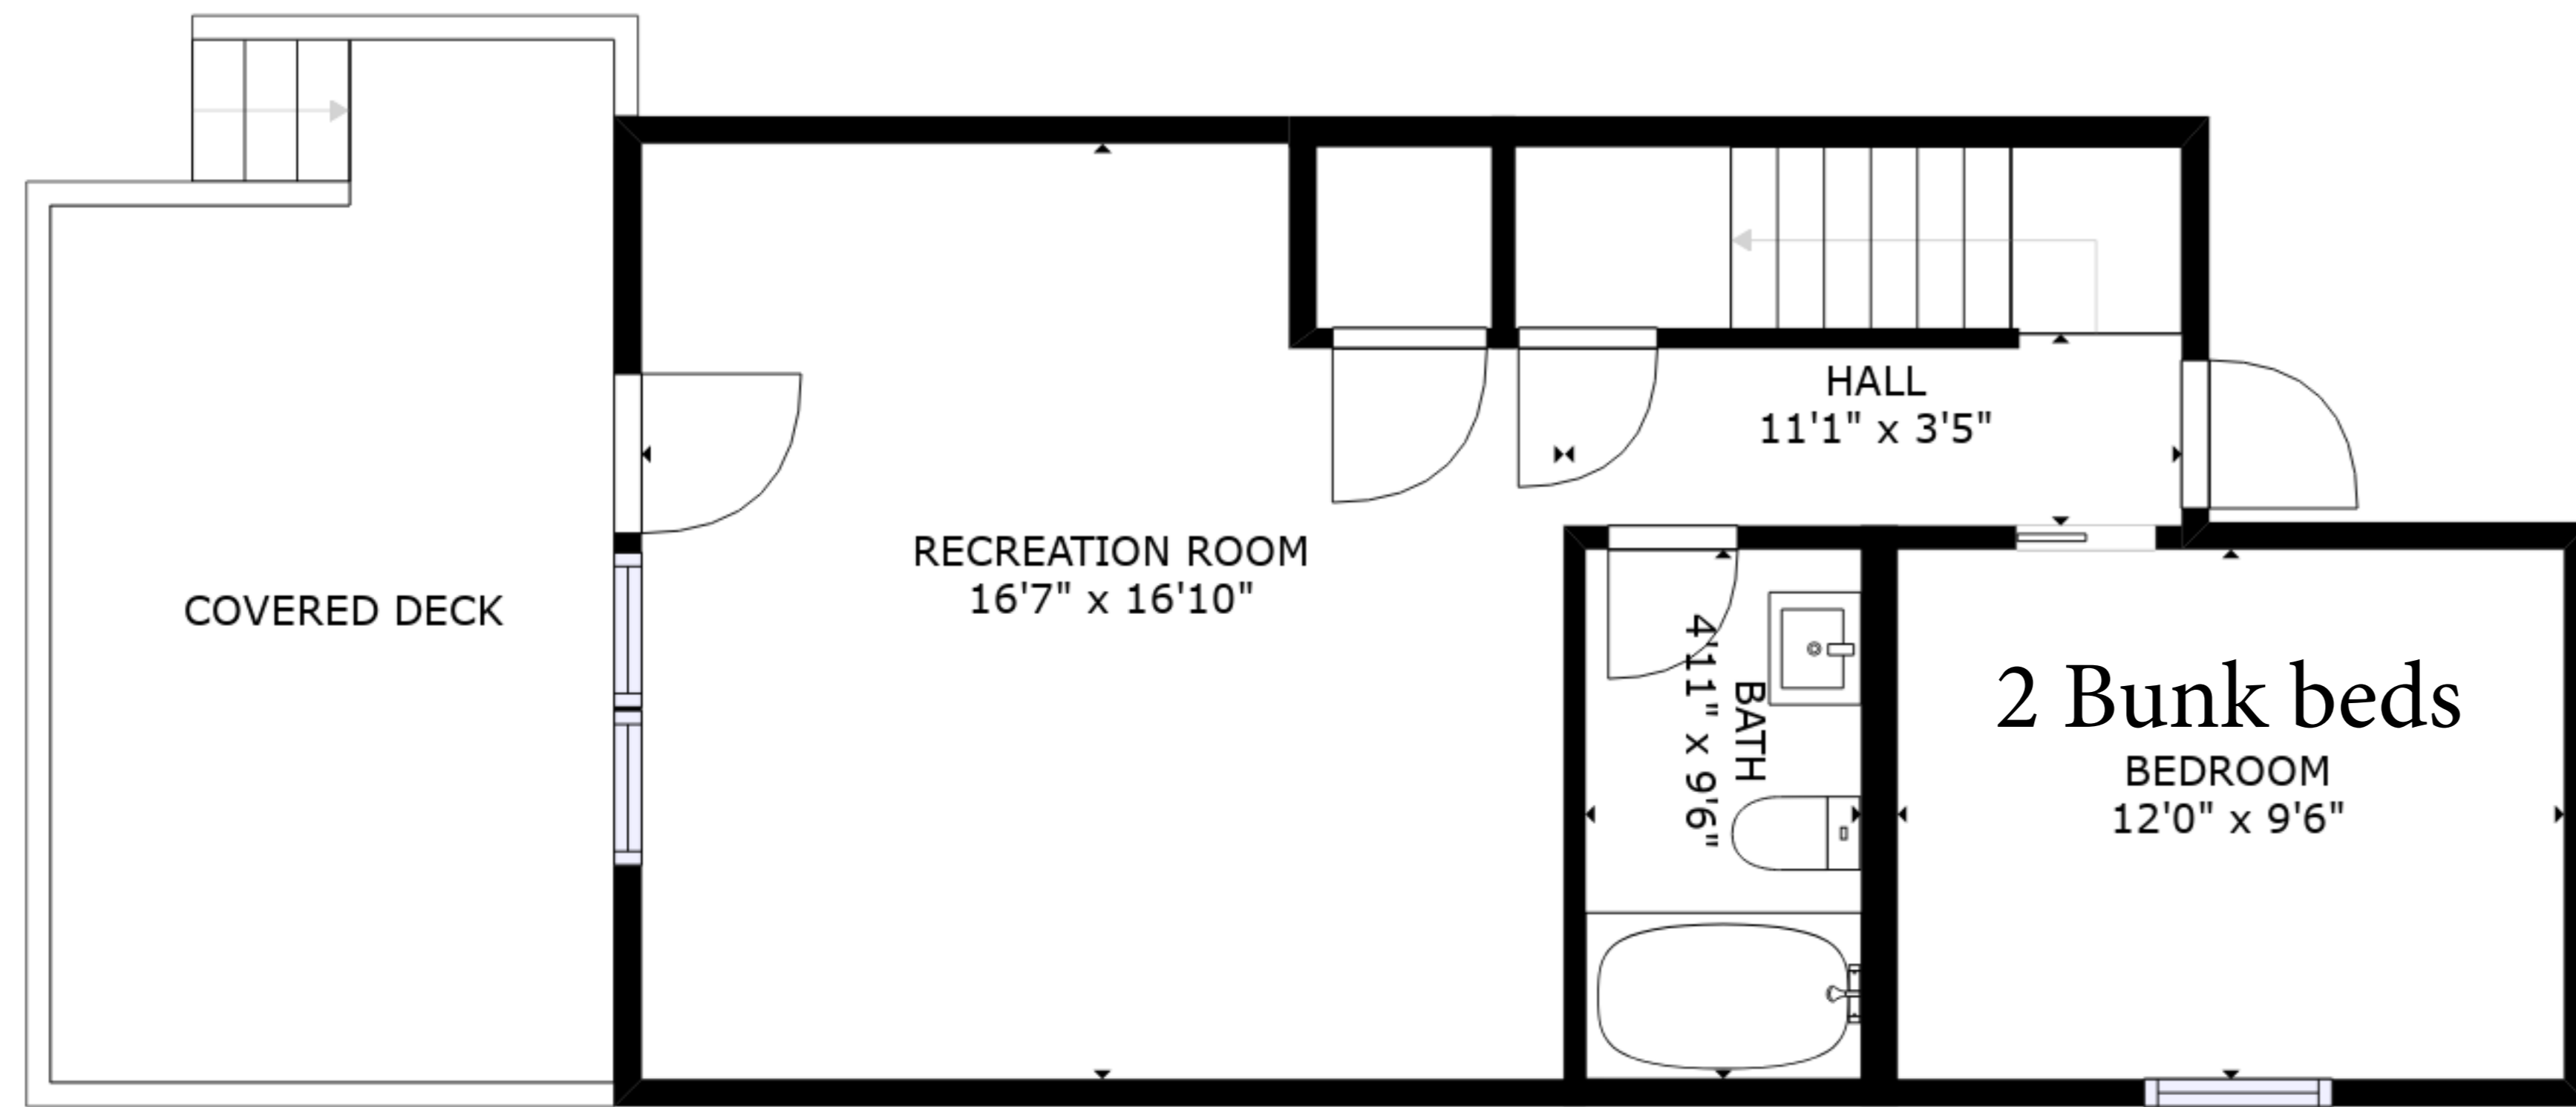 HALL
11'1" x 3'5"
RECREATION ROOM
16'7" x 16'10"
COVERED DECK
BATH
4'11" x 9'6"
2 Bunk beds
BEDROOM
12'0" x 9'6"